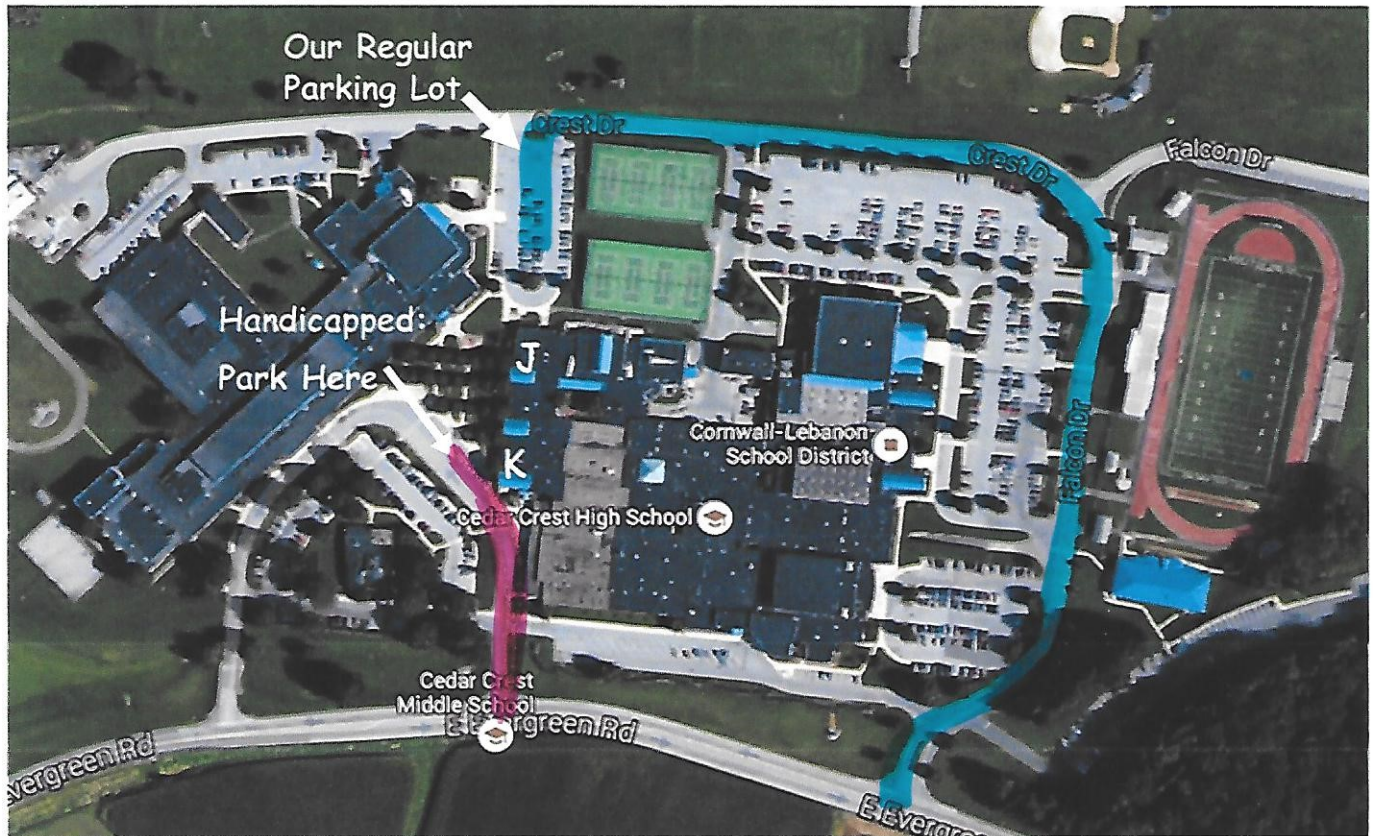 Our Regular
Parking Lot
Crest Dr
Crest Dr
Falcon Dr
Handicapped:
Park Here
J
K
Cornwall-Lebanon
School District
Falcon Dr
Cedar Crest High School
Cedar Crest
Middle School
E Evergreen Rd
Evergreen Rd
E Evergreen